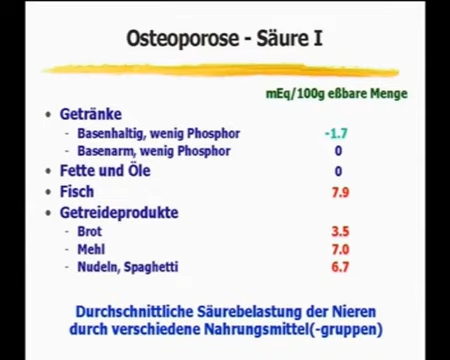 Osteoporose - Säure I
mEq/100g eßbare Menge
• Getränke
- Basenhaltig, wenig Phosphor -1.7
- Basenarm, wenig Phosphor 0
• Fette und Öle 0
• Fisch 7.9
• Getreideprodukte
- Brot 3.5
- Mehl 7.0
- Nudeln, Spaghetti 6.7
Durchschnittliche Säurebelastung der Nieren
durch verschiedene Nahrungsmittel(-gruppen)